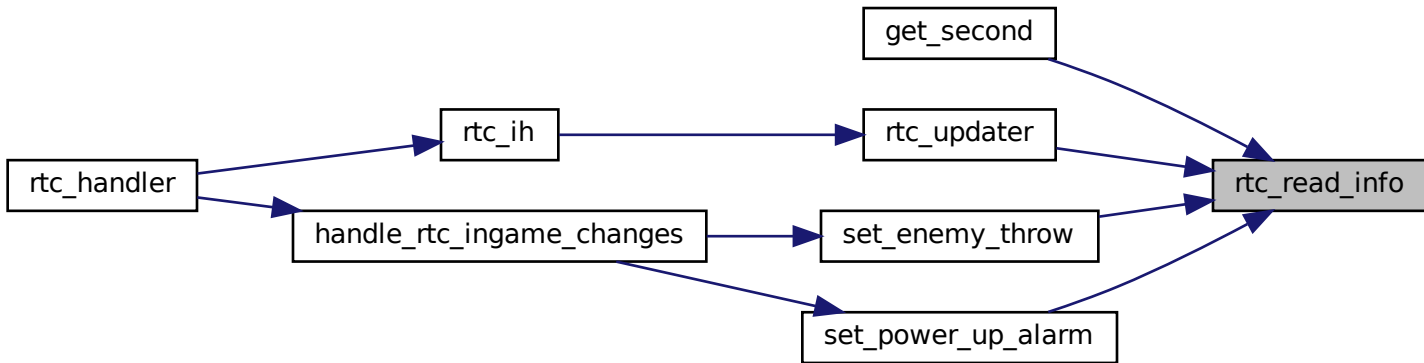 get_second
rtc_ih
rtc_updater
rtc_handler
rtc_read_info
handle_rtc_ingame_changes
set_enemy_throw
set_power_up_alarm